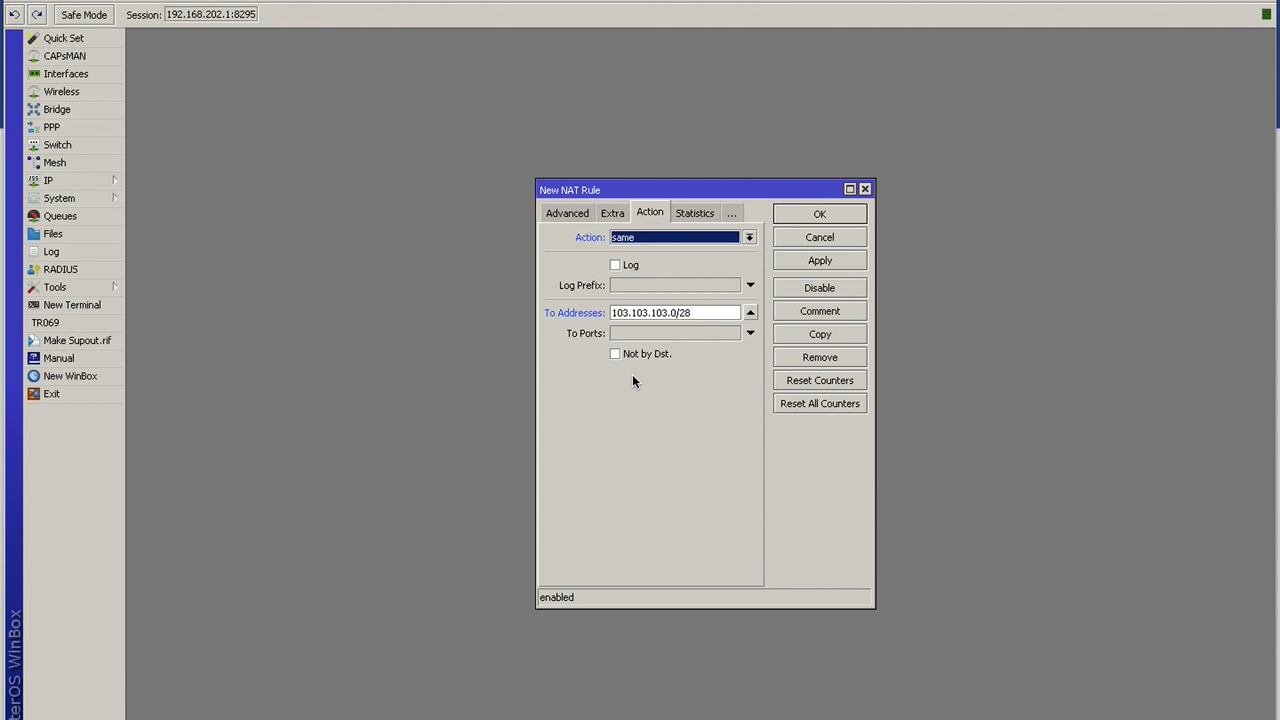 Safe Mode Session: 192.168.202.1:8295
Quick Set
CAPsMAN
Interfaces
Wireless
Bridge
PPP
Switch
Mesh
IP
System
Queues
Files
Log
RADIUS
Tools
New Terminal
TR069
Make Supout.rif
Manual
New WinBox
Exit
terOS WinBox
New NAT Rule
Advanced Extra Action Statistics ...
Action: same
Log
Log Prefix:
To Addresses: 103.103.103.0/28
To Ports:
Not by Dst.
OK
Cancel
Apply
Disable
Comment
Copy
Remove
Reset Counters
Reset All Counters
enabled